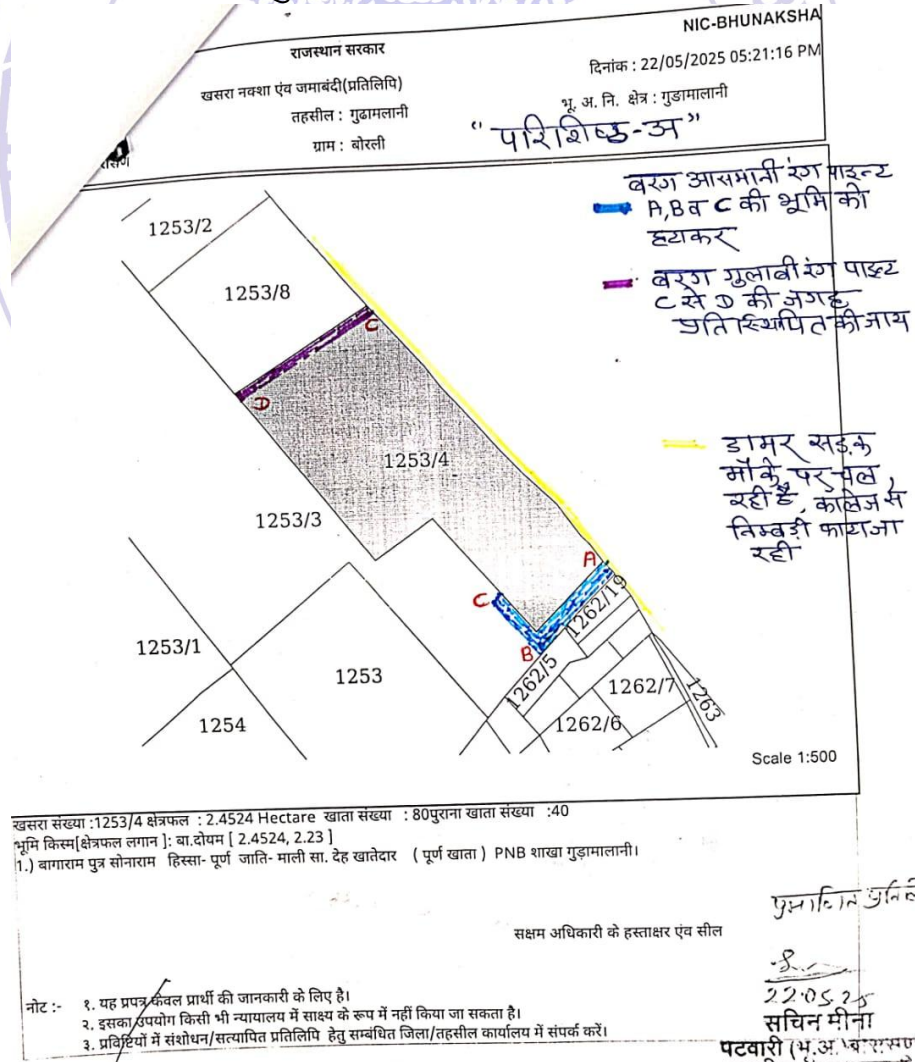 NIC-BHUNAKSHA
राजस्थान सरकार
दिनांक : 22/05/2025 05:21:16 PM
खसरा नक्शा एंव जमाबंदी(प्रतिलिपि)
भू. अ. नि. क्षेत्र : गुडामालानी
तहसील : गुढामलानी
"परिशिष्ठ-अ"
ग्राम : बोरली
बरग आसमानी रंग पाइन्ट
A,B व C की भूमि को
हटाकर
बरग गुलाबी रंग पाइन्ट
C से D की जगह
प्रतिस्थापित की जाय
डामर सड़क
मौके पर चल
रही है, कॉलेज से
निम्बड़ी जा
रही
1253/2
1253/8
C
D
1253/4
1253/3
A
C
1262/19
B
1253/1
1253
1262/5
1262/7
1263
1254
1262/6
Scale 1:500
खसरा संख्या :1253/4 क्षेत्रफल : 2.4524 Hectare खाता संख्या : 80पुराना खाता संख्या :40
भूमि किस्म[क्षेत्रफल लगान ]: बा.दोयम [ 2.4524, 2.23 ]
1.) बागाराम पुत्र सोनाराम हिस्सा- पूर्ण जाति- माली सा. देह खातेदार ( पूर्ण खाता ) PNB शाखा गुड़ामालानी।
सक्षम अधिकारी के हस्ताक्षर एंव सील
22.05.25
सचिन मीना
पटवारी (भू.अ.
नोट :- १. यह प्रपत्र केवल प्रार्थी की जानकारी के लिए है।
२. इसका उपयोग किसी भी न्यायालय में साक्ष्य के रूप में नहीं किया जा सकता है।
३. प्रविष्टियों में संशोधन/सत्यापित प्रतिलिपि हेतु सम्बंधित जिला/तहसील कार्यालय में संपर्क करें।